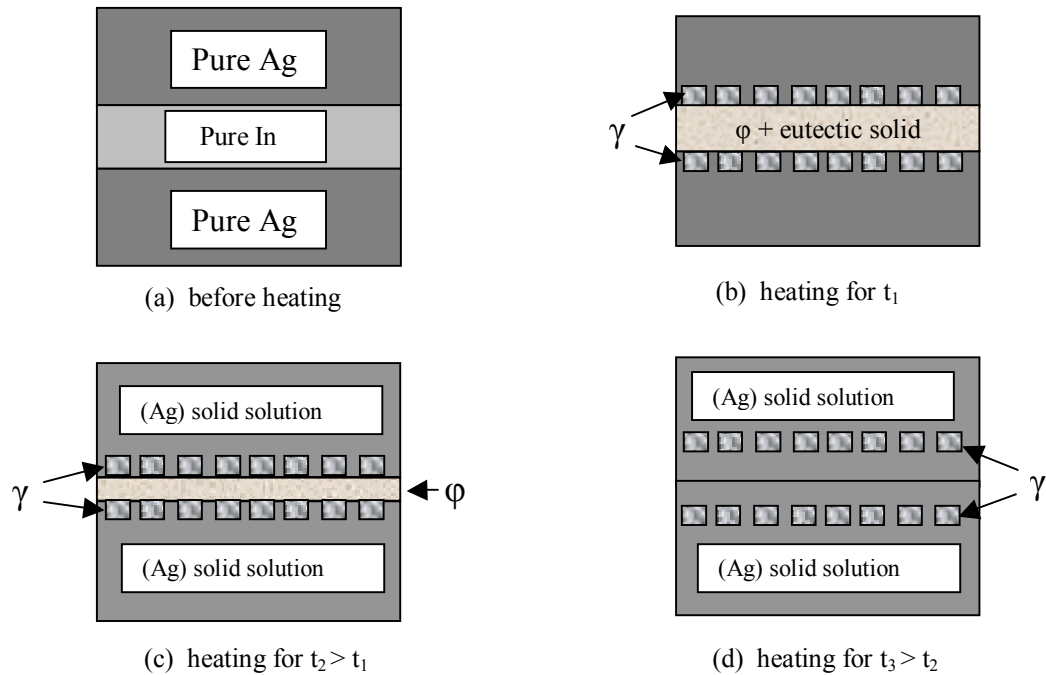 Pure Ag
Pure In
Pure Ag
(a) before heating
γ
φ + eutectic solid
(b) heating for t₁
(Ag) solid solution
γ
φ
(Ag) solid solution
(c) heating for t₂ > t₁
(Ag) solid solution
γ
(Ag) solid solution
(d) heating for t₃ > t₂